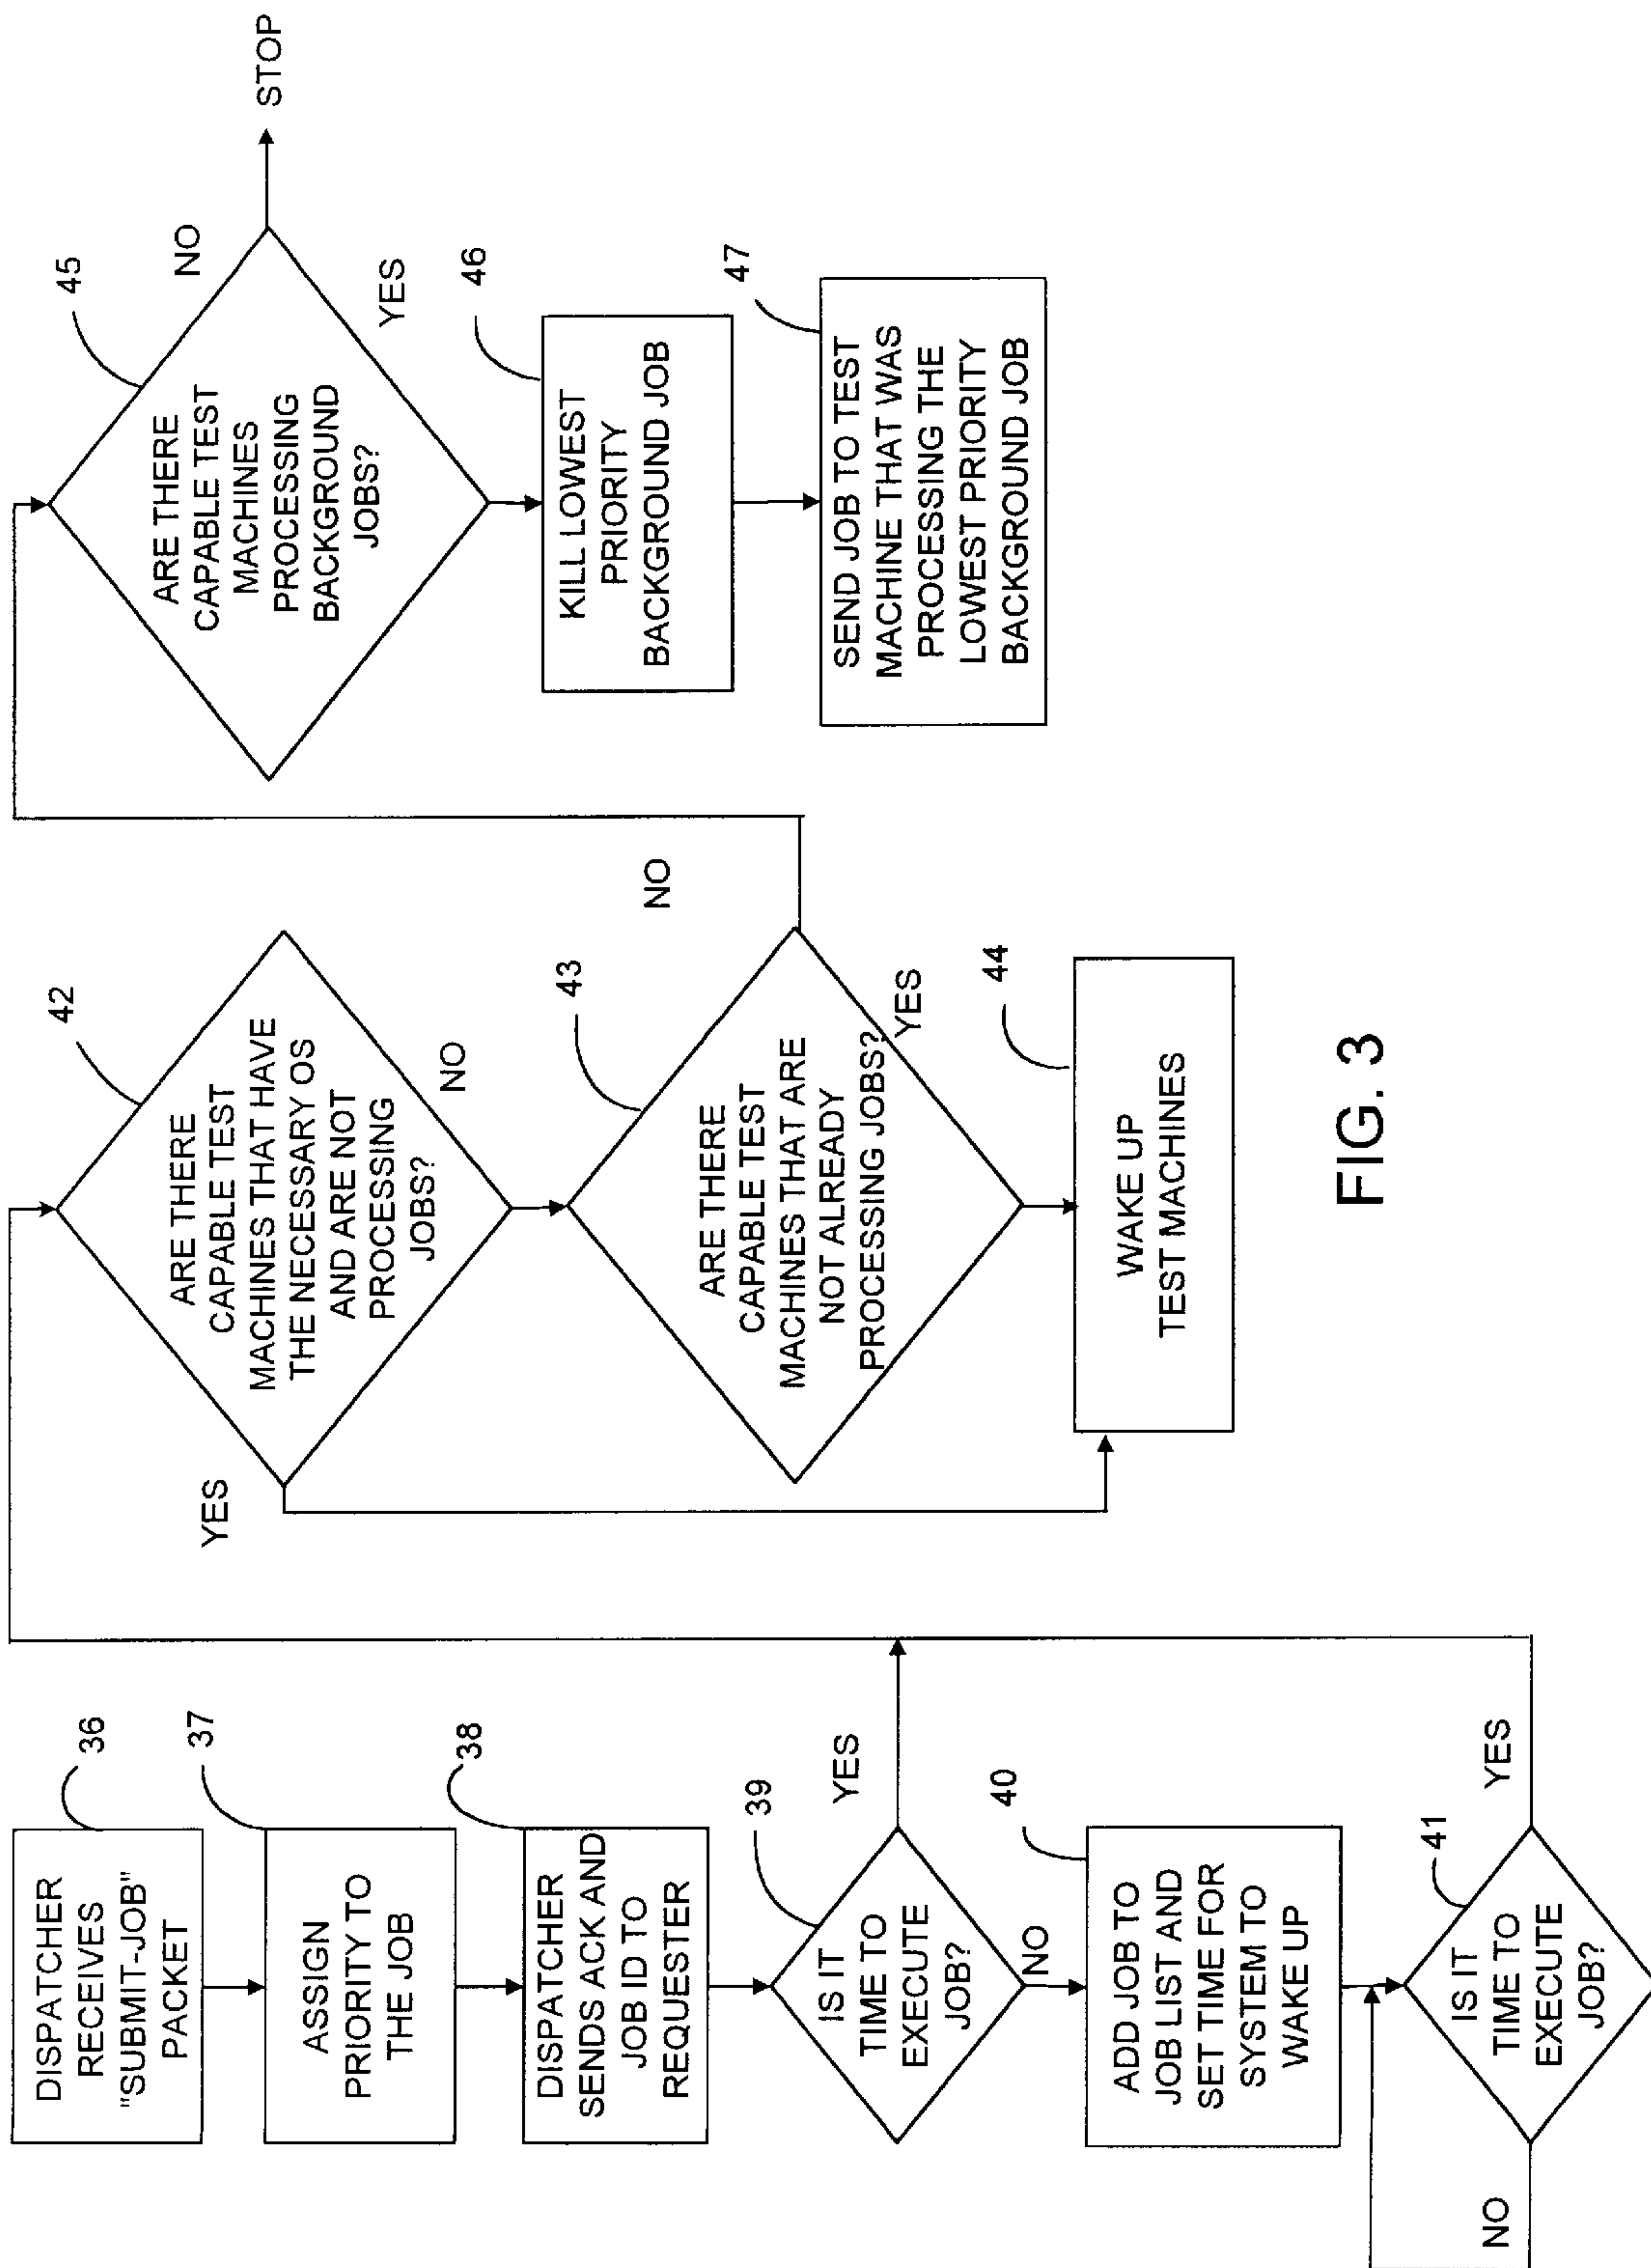 DISPATCHER
RECEIVES
"SUBMIT-JOB"
PACKET
36
ASSIGN
PRIORITY TO
THE JOB
37
DISPATCHER
SENDS ACK AND
JOB ID TO
REQUESTER
38
IS IT
TIME TO
EXECUTE
JOB?
39
YES
NO
ADD JOB TO
JOB LIST AND
SET TIME FOR
SYSTEM TO
WAKE UP
40
IS IT
TIME TO
EXECUTE
JOB?
41
YES
NO
ARE THERE
CAPABLE TEST
MACHINES THAT HAVE
THE NECESSARY OS
AND ARE NOT
PROCESSING
JOBS?
42
YES
NO
ARE THERE
CAPABLE TEST
MACHINES THAT ARE
NOT ALREADY
PROCESSING JOBS?
43
NO
YES
WAKE UP
TEST MACHINES
44
ARE THERE
CAPABLE TEST
MACHINES
PROCESSING
BACKGROUND
JOBS?
45
NO
STOP
YES
KILL LOWEST
PRIORITY
BACKGROUND JOB
46
SEND JOB TO TEST
MACHINE THAT WAS
PROCESSING THE
LOWEST PRIORITY
BACKGROUND JOB
47
FIG. 3